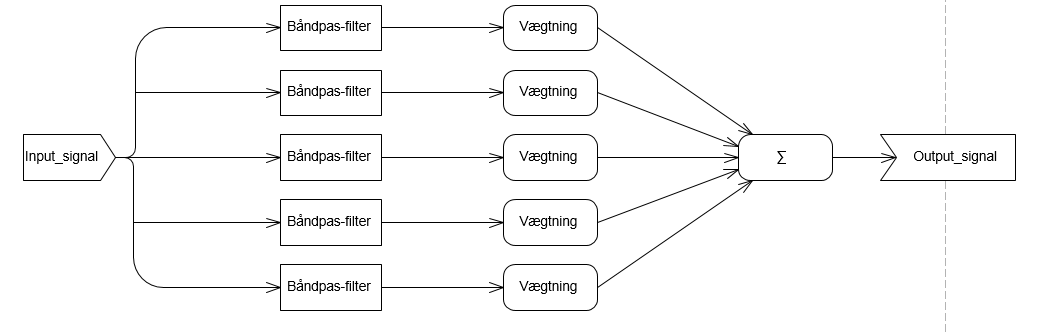 Båndpas-filter
Vægtning
Båndpas-filter
Vægtning
Input_signal
Båndpas-filter
Vægtning
∑
Output_signal
Båndpas-filter
Vægtning
Båndpas-filter
Vægtning